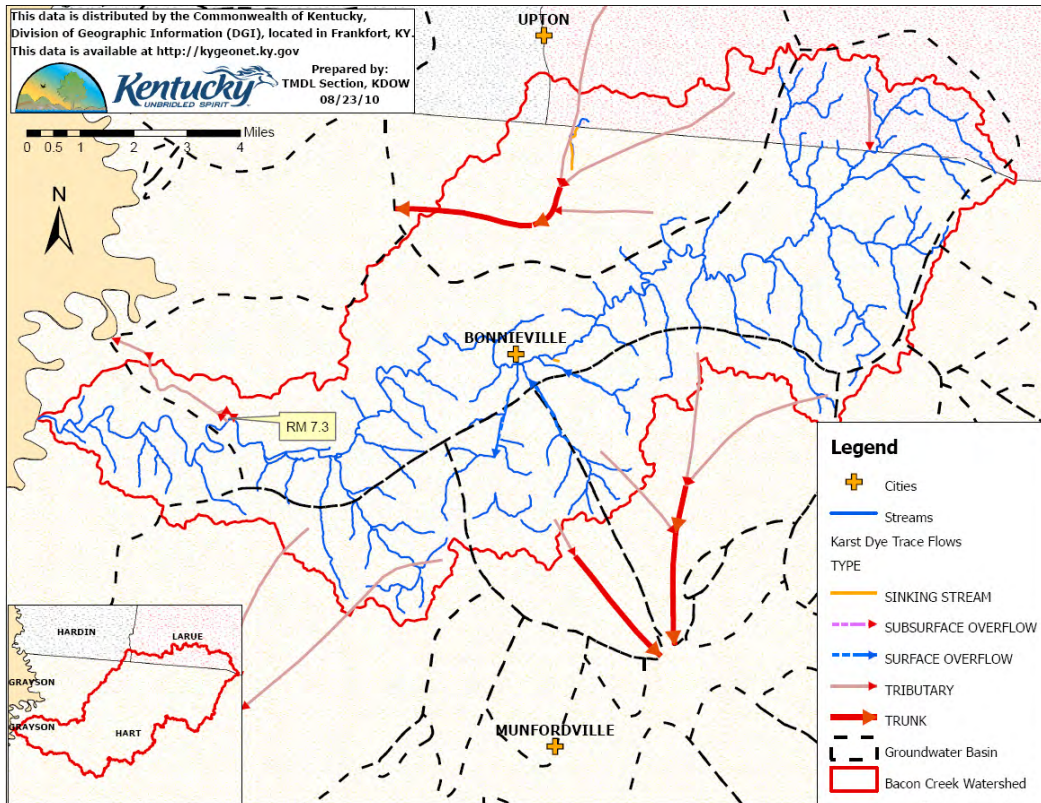 This data is distributed by the Commonwealth of Kentucky,
Division of Geographic Information (DGI), located in Frankfort, KY.
This data is available at http://kygeonet.ky.gov
Kentucky
UNBRIDLED SPIRIT
Prepared by:
TMDL Section, KDOW
08/23/10
Miles
0 0.5 1 2 3 4
N
UPTON
BONNIEVILLE
RM 7.3
MUNFORDVILLE
Legend
Cities
Streams
Karst Dye Trace Flows
TYPE
SINKING STREAM
SUBSURFACE OVERFLOW
SURFACE OVERFLOW
TRIBUTARY
TRUNK
Groundwater Basin
Bacon Creek Watershed
HARDIN
LARUE
GRAYSON
GRAYSON
HART